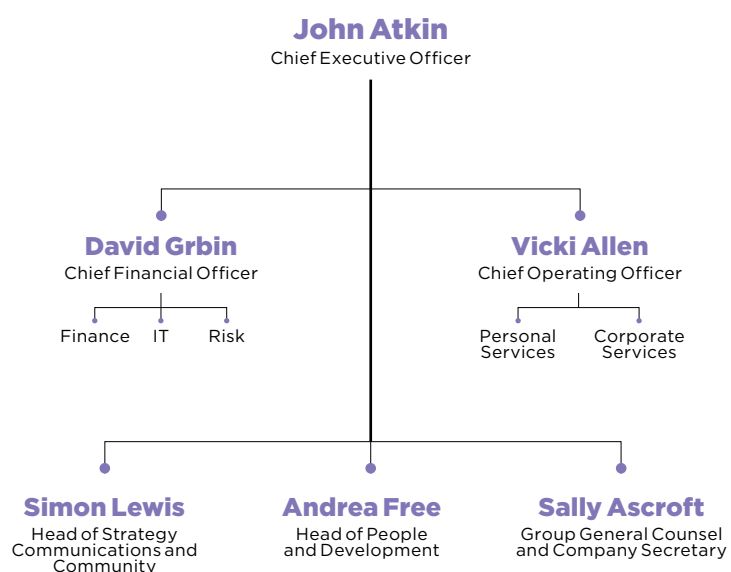 John Atkin
Chief Executive Officer
David Grbin
Chief Financial Officer
Finance
IT
Risk
Vicki Allen
Chief Operating Officer
Personal
Services
Corporate
Services
Simon Lewis
Head of Strategy
Communications and
Community
Andrea Free
Head of People
and Development
Sally Ascroft
Group General Counsel
and Company Secretary